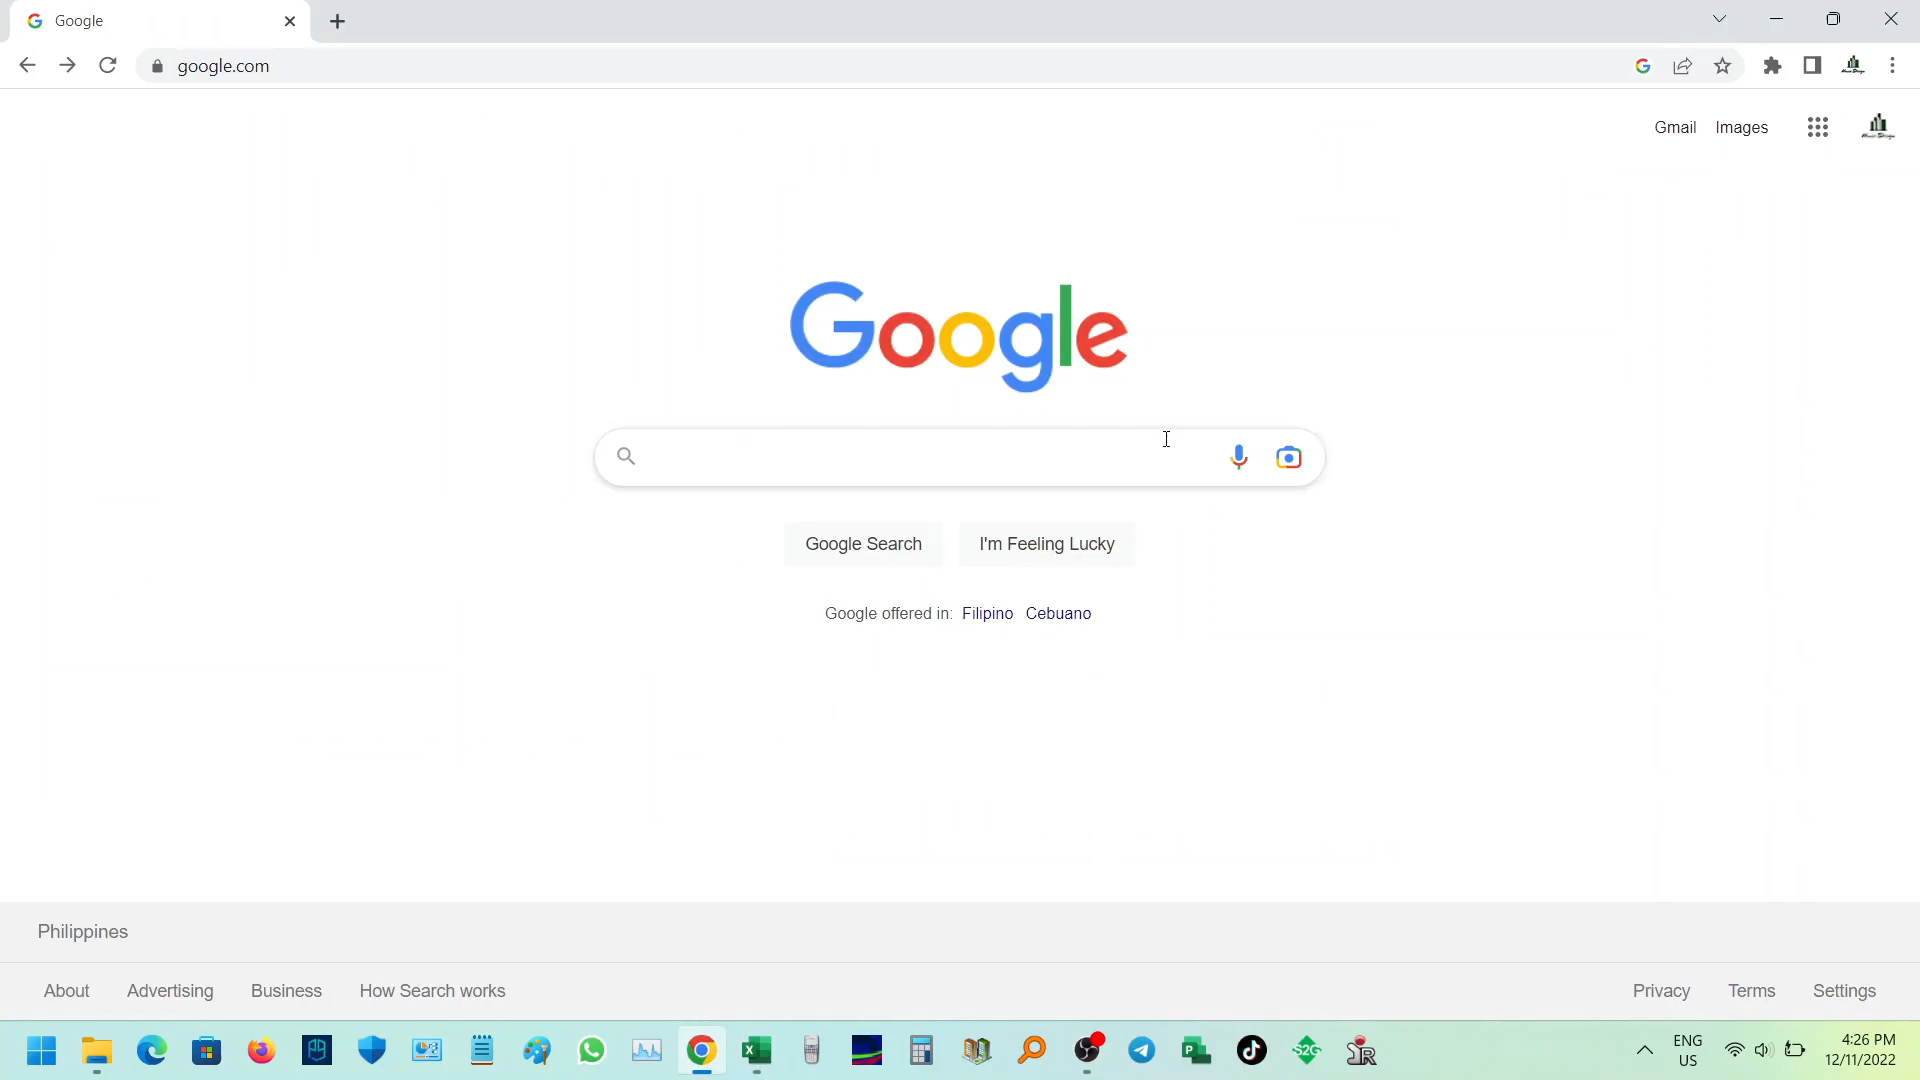 Google
google.com
Gmail Images
Google
Google Search I'm Feeling Lucky
Google offered in: Filipino Cebuano
Philippines
About Advertising Business How Search works
Privacy Terms Settings
ENG
US
4:26 PM
12/11/2022